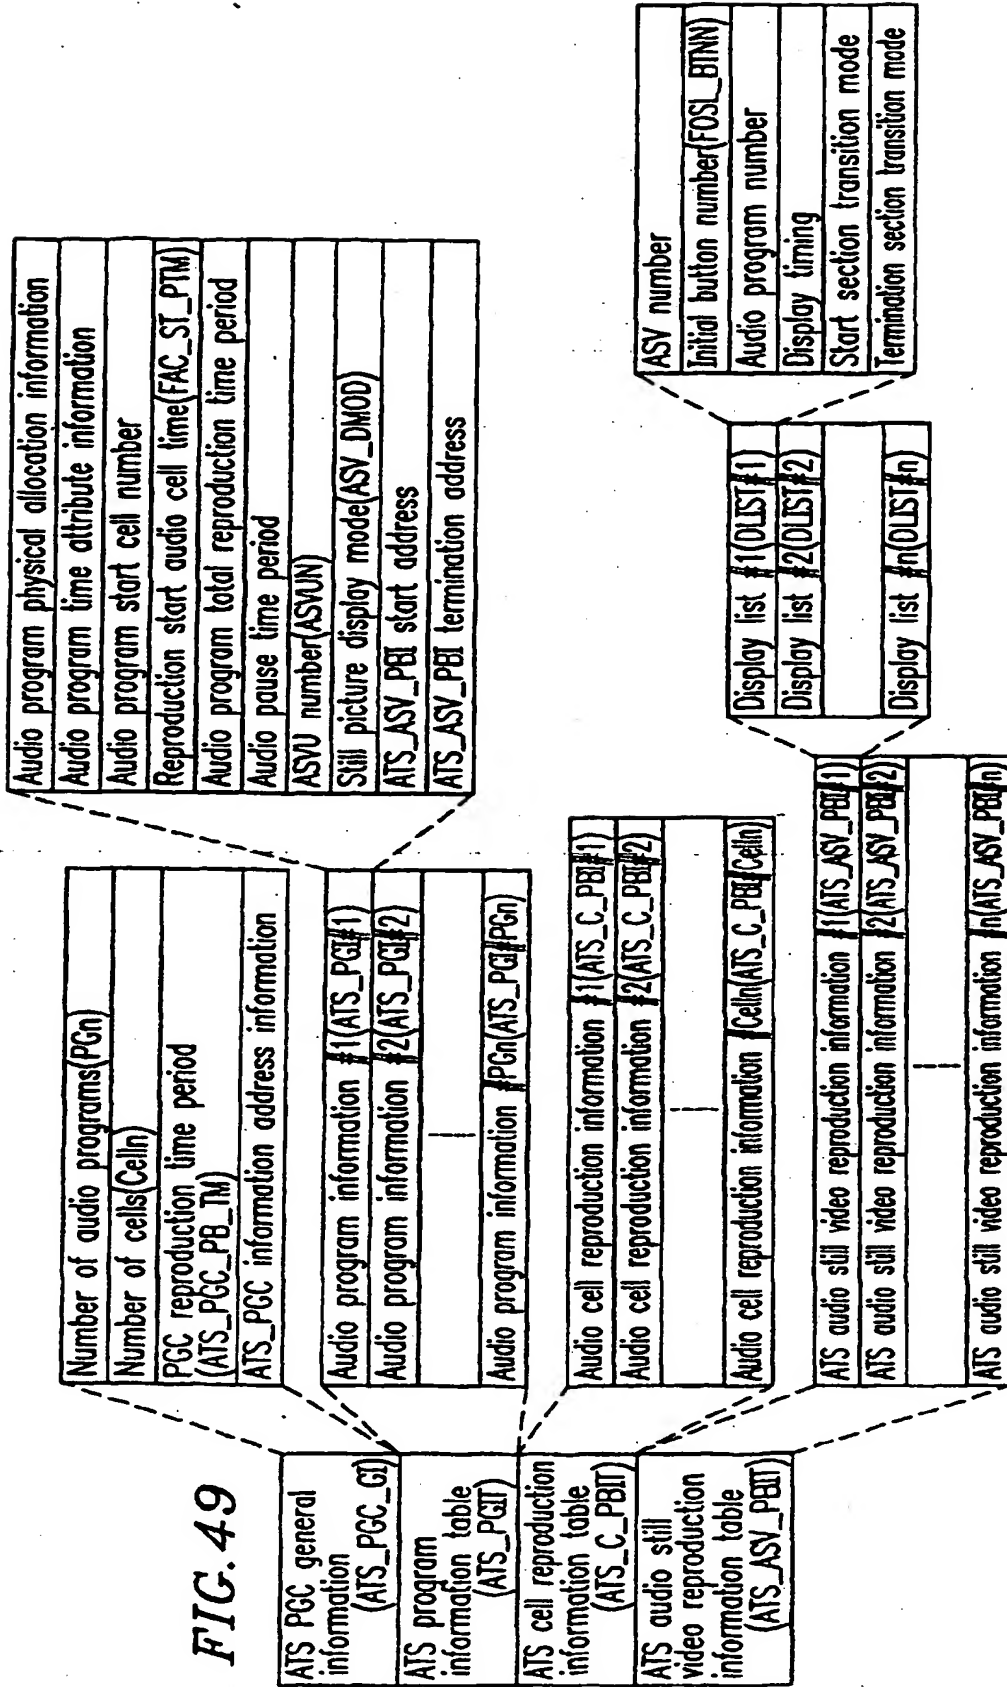 FIG. 49
ATS PGC general
information
(ATS_PGC_GI)
ATS program
information table
(ATS_PGIT)
ATS cell reproduction
information table
(ATS_C_PBIT)
ATS audio still
video reproduction
information table
(ATS_ASV_PBIT)
Number of audio programs(PGn)
Number of cells(Celln)
PGC reproduction time period
(ATS_PGC_PB_TM)
ATS_PGC information address information
Audio program information #1(ATS_PGI#1)
Audio program information #2(ATS_PGI#2)
Audio program information #PGn(ATS_PGI#PGn)
Audio cell reproduction information #1(ATS_C_PBI#1)
Audio cell reproduction information #2(ATS_C_PBI#2)
Audio cell reproduction information #Celln(ATS_C_PBI#Celln)
ATS audio still video reproduction information #1(ATS_ASV_PBI#1)
ATS audio still video reproduction information #2(ATS_ASV_PBI#2)
ATS audio still video reproduction information #n(ATS_ASV_PBI#n)
Audio program physical allocation information
Audio program time attribute information
Audio program start cell number
Reproduction start audio cell time(FAC_ST_PTM)
Audio program total reproduction time period
Audio pause time period
ASVU number(ASVUN)
Still picture display mode(ASV_DMOD)
ATS_ASV_PBI start address
ATS_ASV_PBI termination address
Display list #1(DLIST#1)
Display list #2(DLIST#2)
Display list #n(DLIST#n)
ASV number
Initial button number(FOSL_BTNN)
Audio program number
Display timing
Start section transition mode
Termination section transition mode